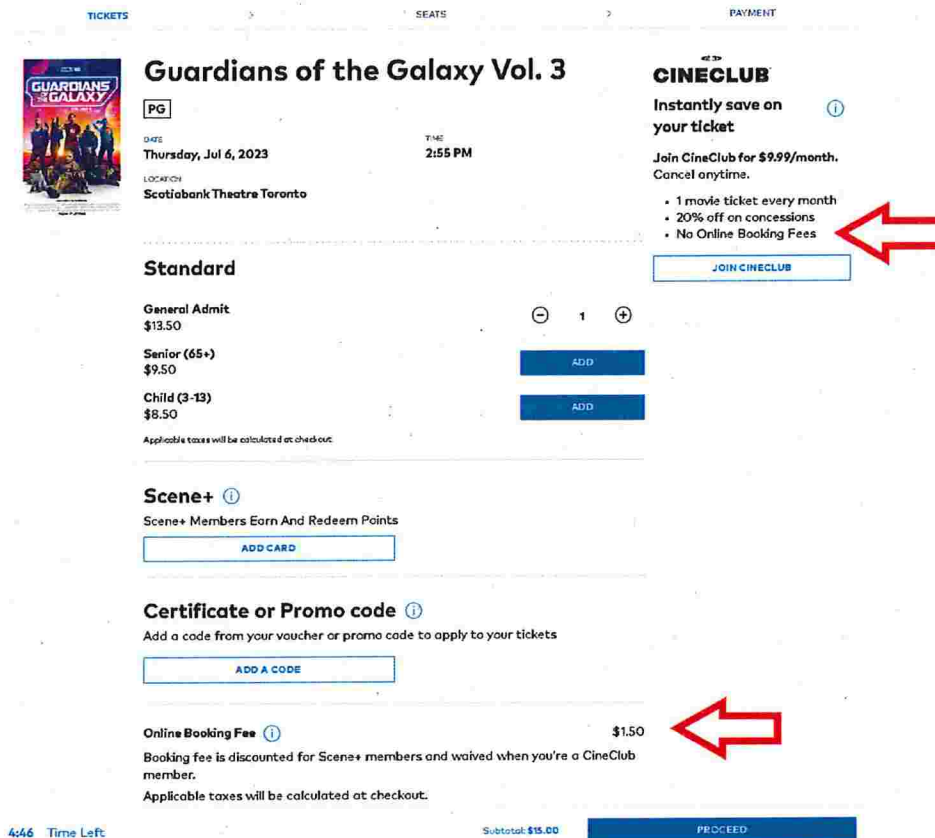 TICKETS > SEATS > PAYMENT
GUARDIANS
OF THE GALAXY
Guardians of the Galaxy Vol. 3
PG
DATE
Thursday, Jul 6, 2023
TIME
2:55 PM
LOCATION
Scotiabank Theatre Toronto
CINECLUB
Instantly save on
your ticket
Join CineClub for $9.99/month.
Cancel anytime.
• 1 movie ticket every month
• 20% off on concessions
• No Online Booking Fees
JOIN CINECLUB
Standard
General Admit
$13.50
1
Senior (65+)
$9.50
ADD
Child (3-13)
$8.50
ADD
Applicable taxes will be calculated at checkout
Scene+
Scene+ Members Earn And Redeem Points
ADD CARD
Certificate or Promo code
Add a code from your voucher or promo code to apply to your tickets
ADD A CODE
Online Booking Fee
$1.50
Booking fee is discounted for Scene+ members and waived when you're a CineClub
member.
Applicable taxes will be calculated at checkout.
4:46 Time Left
Subtotal: $15.00
PROCEED